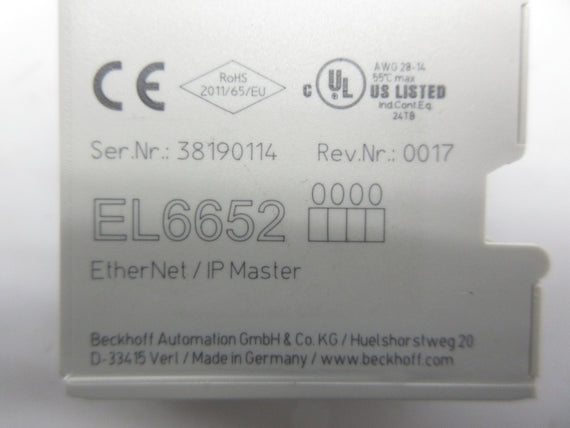 CE
RoHS
2011/65/EU
C UL US LISTED
AWG 28-14
55°C max
Ind.Cont.Eq.
24TB
Ser.Nr.: 38190114 Rev.Nr.: 0017
EL6652 0000
EtherNet / IP Master
Beckhoff Automation GmbH & Co. KG / Huelshorstweg 20
D-33415 Verl / Made in Germany / www.beckhoff.com